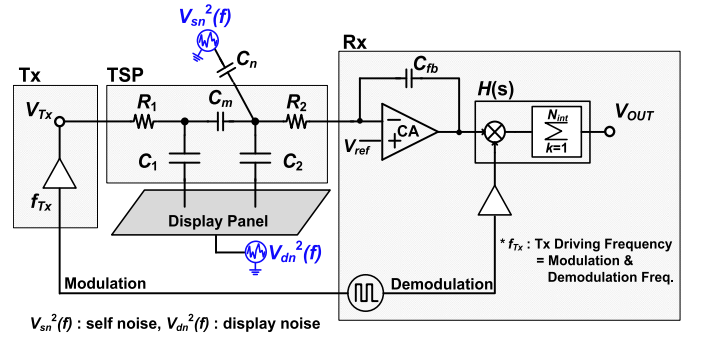 Vsn²(f)
Cn
Rx
Tx
TSP
Cfb
H(s)
VTx
R1
Cm
R2
Nint
VOUT
− CA
Σ
Vref
+
C1
C2
k=1
fTx
Display Panel
* fTx : Tx Driving Frequency
= Modulation &
Demodulation Freq.
Vdn²(f)
Modulation
Demodulation
Vsn²(f) : self noise, Vdn²(f) : display noise